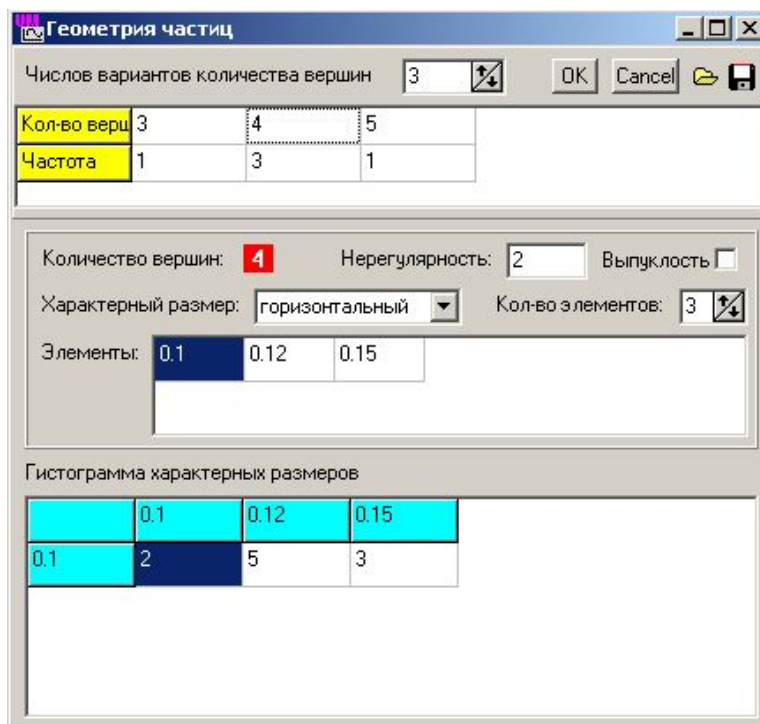 Геометрия частиц
Числов вариантов количества вершин 3 OK Cancel
Кол-во верш 3 4 5
Частота 1 3 1
Количество вершин: 4 Нерегулярность: 2 Выпуклость
Характерный размер: горизонтальный Кол-во элементов: 3
Элементы: 0.1 0.12 0.15
Гистограмма характерных размеров
0.1 0.12 0.15
0.1 2 5 3